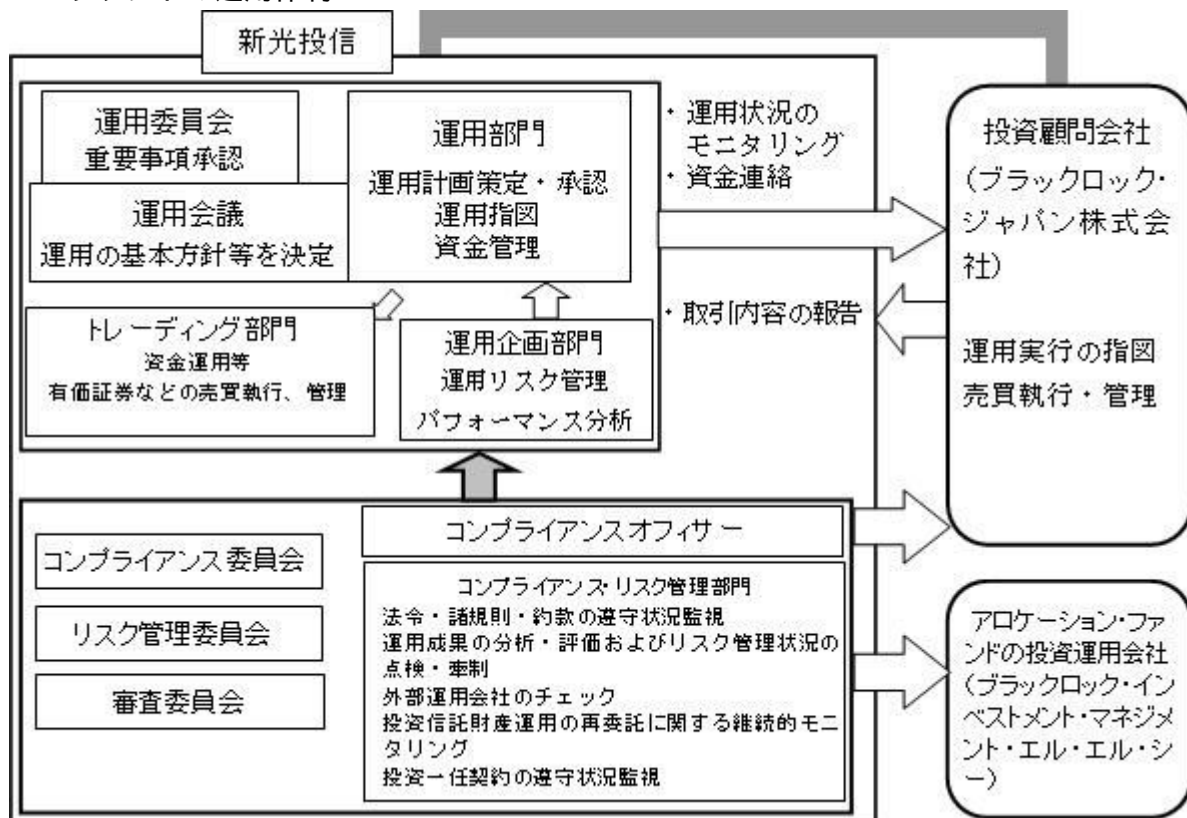 新光投信
運用委員会
重要事項承認
運用会議
運用の基本方針等を決定
運用部門
運用計画策定・承認
運用指図
資金管理
トレーディング部門
資金運用等
有価証券などの売買執行、管理
運用企画部門
運用リスク管理
パフォーマンス分析
・運用状況の
モニタリング
・資金連絡
・取引内容の報告
投資顧問会社
（ブラックロック・
ジャパン株式会
社）
運用実行の指図
売買執行・管理
コンプライアンス委員会
リスク管理委員会
審査委員会
コンプライアンスオフィサー
コンプライアンス・リスク管理部門
法令・諸規則・約款の遵守状況監視
運用成果の分析・評価およびリスク管理状況の
点検・牽制
外部運用会社のチェック
投資信託財産運用の再委託に関する継続的モニ
タリング
投資一任契約の遵守状況監視
アロケーション・ファ
ンドの投資運用会社
（ブラックロック・イン
ベストメント・マネジメ
ント・エル・エル・シ
ー）